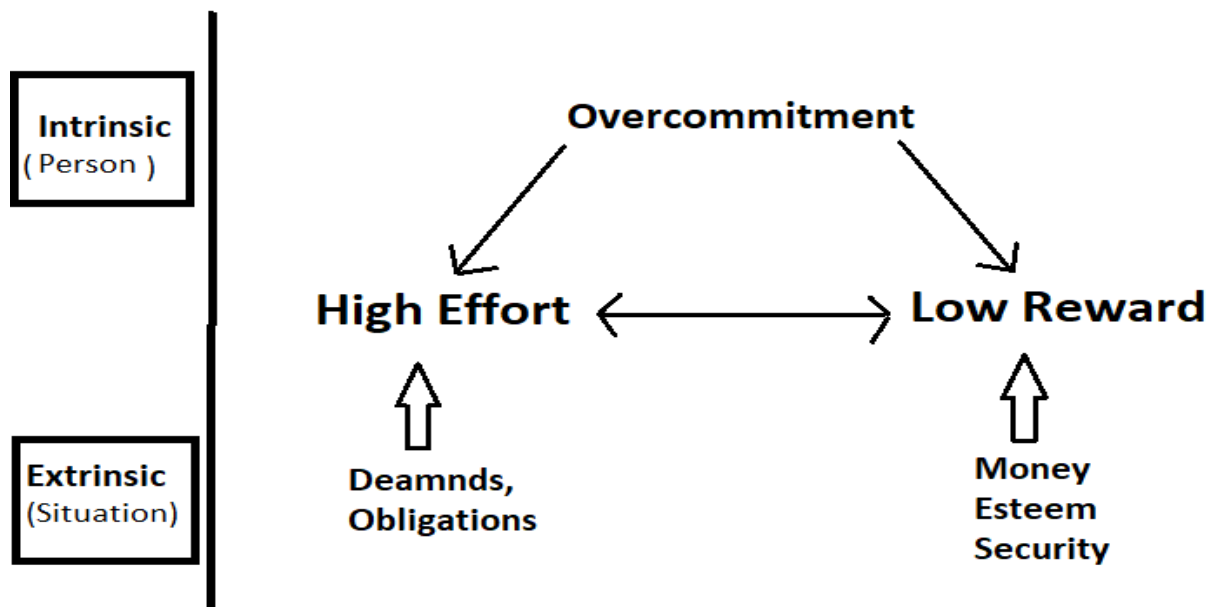 Intrinsic
( Person )
Overcommitment
High Effort
Low Reward
Extrinsic
(Situation)
Deamnds,
Obligations
Money
Esteem
Security